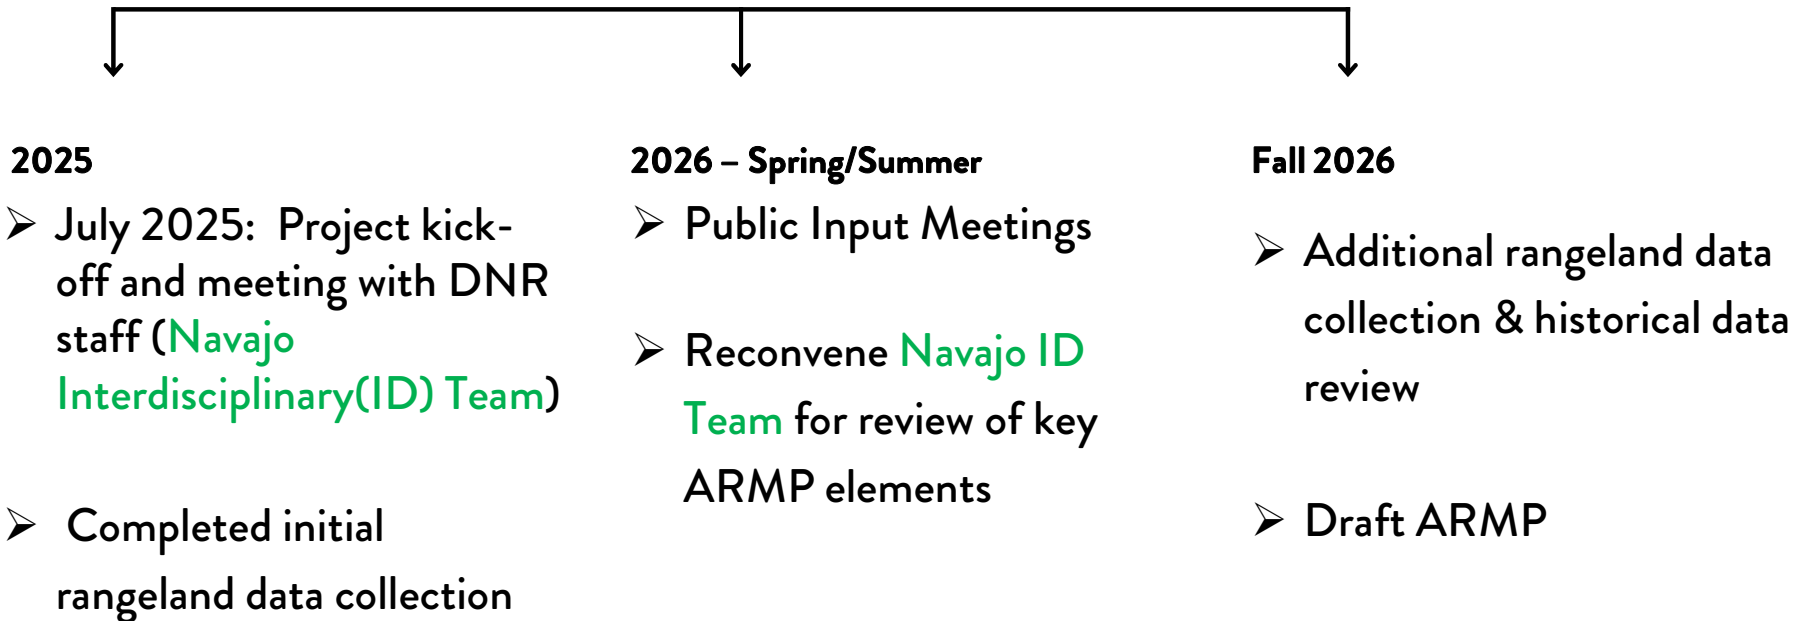 2025
➢ July 2025:  Project kick-
off and meeting with DNR
staff (Navajo
Interdisciplinary(ID) Team)
➢ Completed initial
rangeland data collection
2026 – Spring/Summer
➢ Public Input Meetings
➢ Reconvene Navajo ID
Team for review of key
ARMP elements
Fall 2026
➢ Additional rangeland data
collection & historical data
review
➢ Draft ARMP